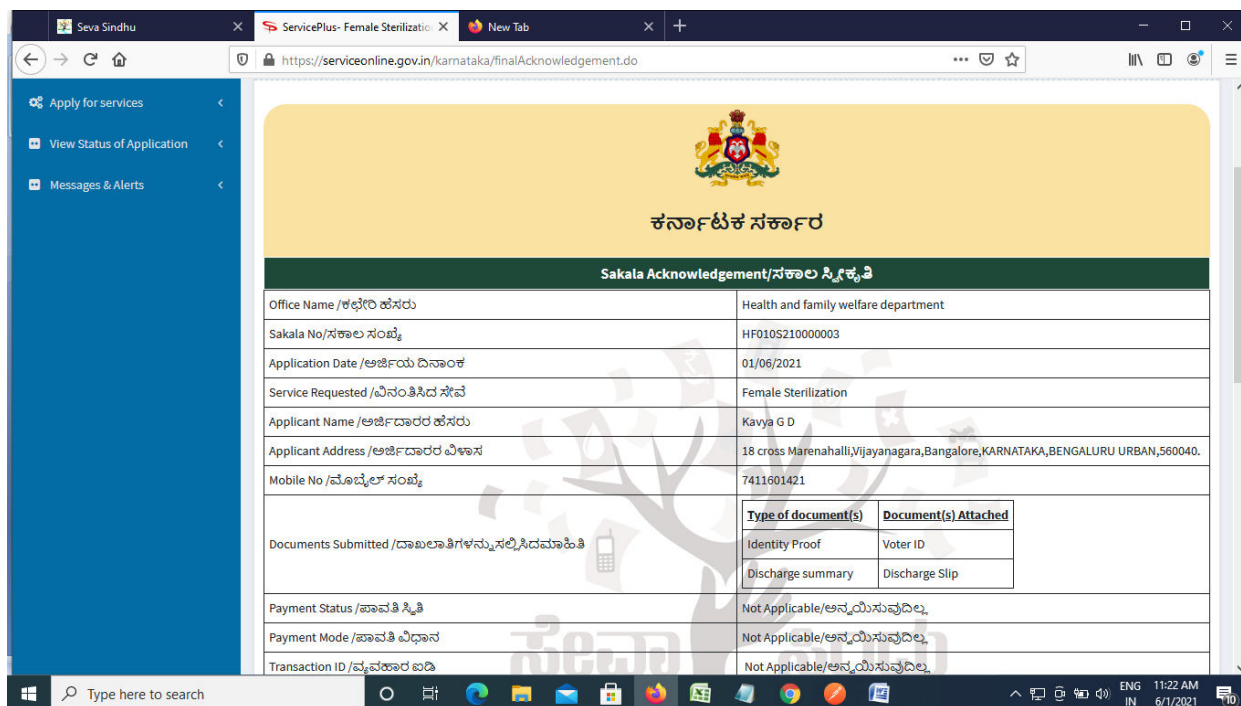 Seva Sindhu
ServicePlus- Female Sterilizatio
New Tab
https://serviceonline.gov.in/karnataka/finalAcknowledgement.do
Apply for services
View Status of Application
Messages & Alerts
ಕರ್ನಾಟಕ ಸರ್ಕಾರ
Sakala Acknowledgement/ಸಕಾಲ ಸ್ವೀಕೃತಿ
Office Name /ಕಛೇರಿ ಹೆಸರು Health and family welfare department
Sakala No/ಸಕಾಲ ಸಂಖ್ಯೆ HF010S210000003
Application Date /ಅರ್ಜಿಯ ದಿನಾಂಕ 01/06/2021
Service Requested /ವಿನಂತಿಸಿದ ಸೇವೆ Female Sterilization
Applicant Name /ಅರ್ಜಿದಾರರ ಹೆಸರು Kavya G D
Applicant Address /ಅರ್ಜಿದಾರರ ವಿಳಾಸ 18 cross Marenahalli,Vijayanagara,Bangalore,KARNATAKA,BENGALURU URBAN,560040.
Mobile No /ಮೊಬೈಲ್ ಸಂಖ್ಯೆ 7411601421
Type of document(s) Document(s) Attached
Documents Submitted /ದಾಖಲಾತಿಗಳನ್ನು ಸಲ್ಲಿಸಿದಮಾಹಿತಿ Identity Proof Voter ID
Discharge summary Discharge Slip
Payment Status /ಪಾವತಿ ಸ್ಥಿತಿ Not Applicable/ಅನ್ವಯಿಸುವುದಿಲ್ಲ
Payment Mode /ಪಾವತಿ ವಿಧಾನ Not Applicable/ಅನ್ವಯಿಸುವುದಿಲ್ಲ
Transaction ID /ವ್ಯವಹಾರ ಐಡಿ Not Applicable/ಅನ್ವಯಿಸುವುದಿಲ್ಲ
ಸೇವಾ ಸಿಂಧು
Type here to search
ENG 11:22 AM
IN 6/1/2021
10